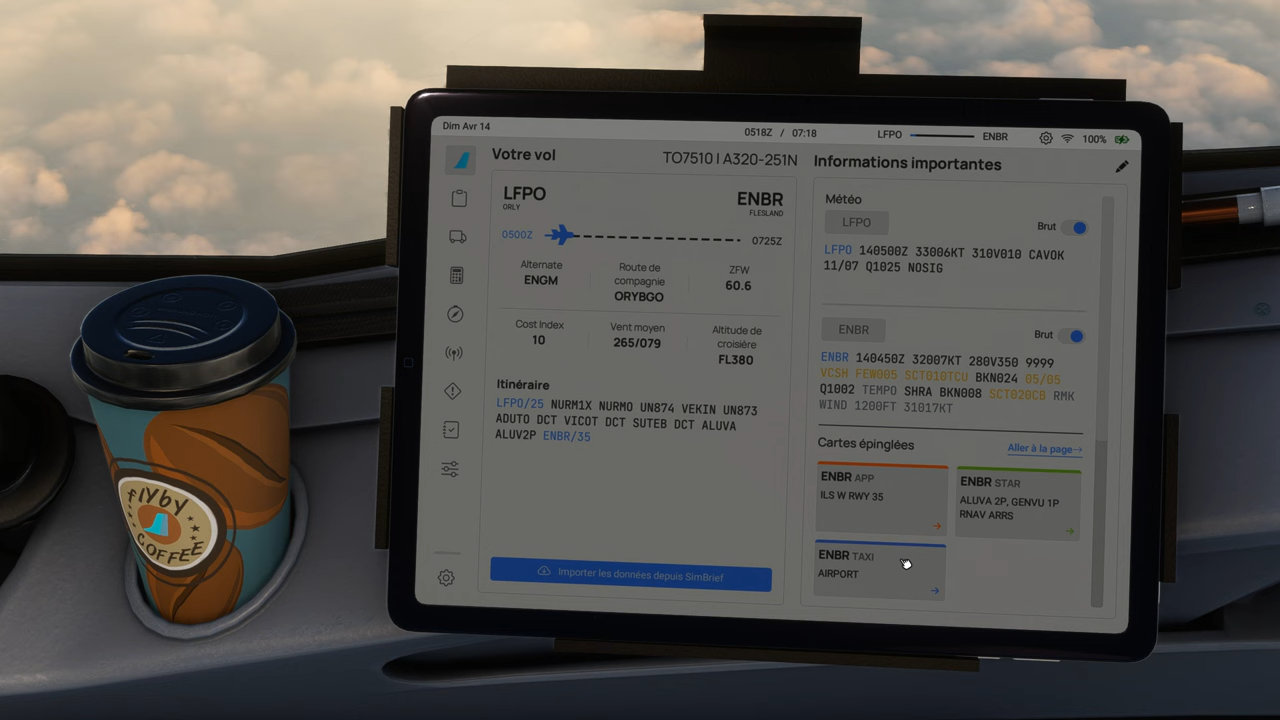 Dim Avr 14
0518Z / 07:18
LFPO
ENBR
100%
Votre vol
TO7510 | A320-251N
LFPO
ORLY
ENBR
FLESLAND
0500Z
0725Z
Alternate
ENGM
Route de
compagnie
ORYBGO
ZFW
60.6
Cost Index
10
Vent moyen
265/079
Altitude de
croisière
FL380
Itinéraire
LFPO/25 NURM1X NURMO UN874 VEKIN UN873
ADUTO DCT VICOT DCT SUTEB DCT ALUVA
ALUV2P ENBR/35
Importer les données depuis SimBrief
Informations importantes
Météo
LFPO
Brut
LFPO 140500Z 33006KT 310V010 CAVOK
11/07 Q1025 NOSIG
ENBR
Brut
ENBR 140450Z 32007KT 280V350 9999
VCSH FEW005 SCT010TCU BKN024 05/05
Q1002 TEMPO SHRA BKN008 SCT020CB RMK
WIND 1200FT 31017KT
Cartes épinglées
Aller à la page→
ENBR APP
ILS W RWY 35
→
ENBR STAR
ALUVA 2P, GENVU 1P
RNAV ARRS
→
ENBR TAXI
AIRPORT
→
flyby
COFFEE